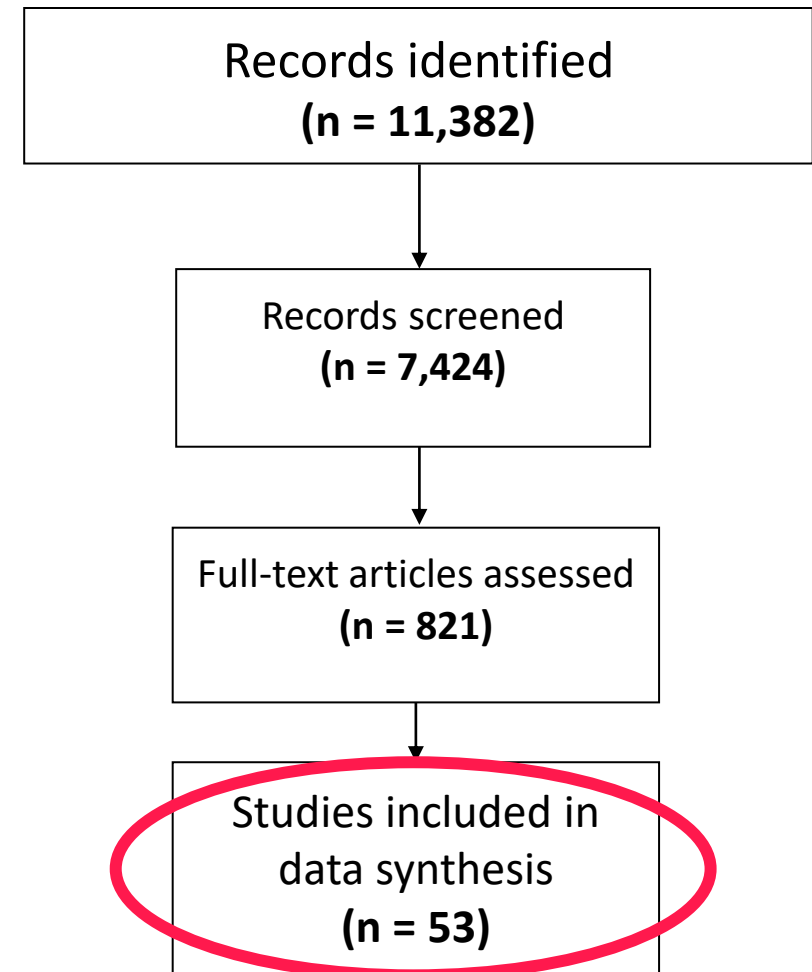 Records identified
(n = 11,382)
Records screened
(n = 7,424)
Full-text articles assessed
(n = 821)
Studies included in
data synthesis
(n = 53)